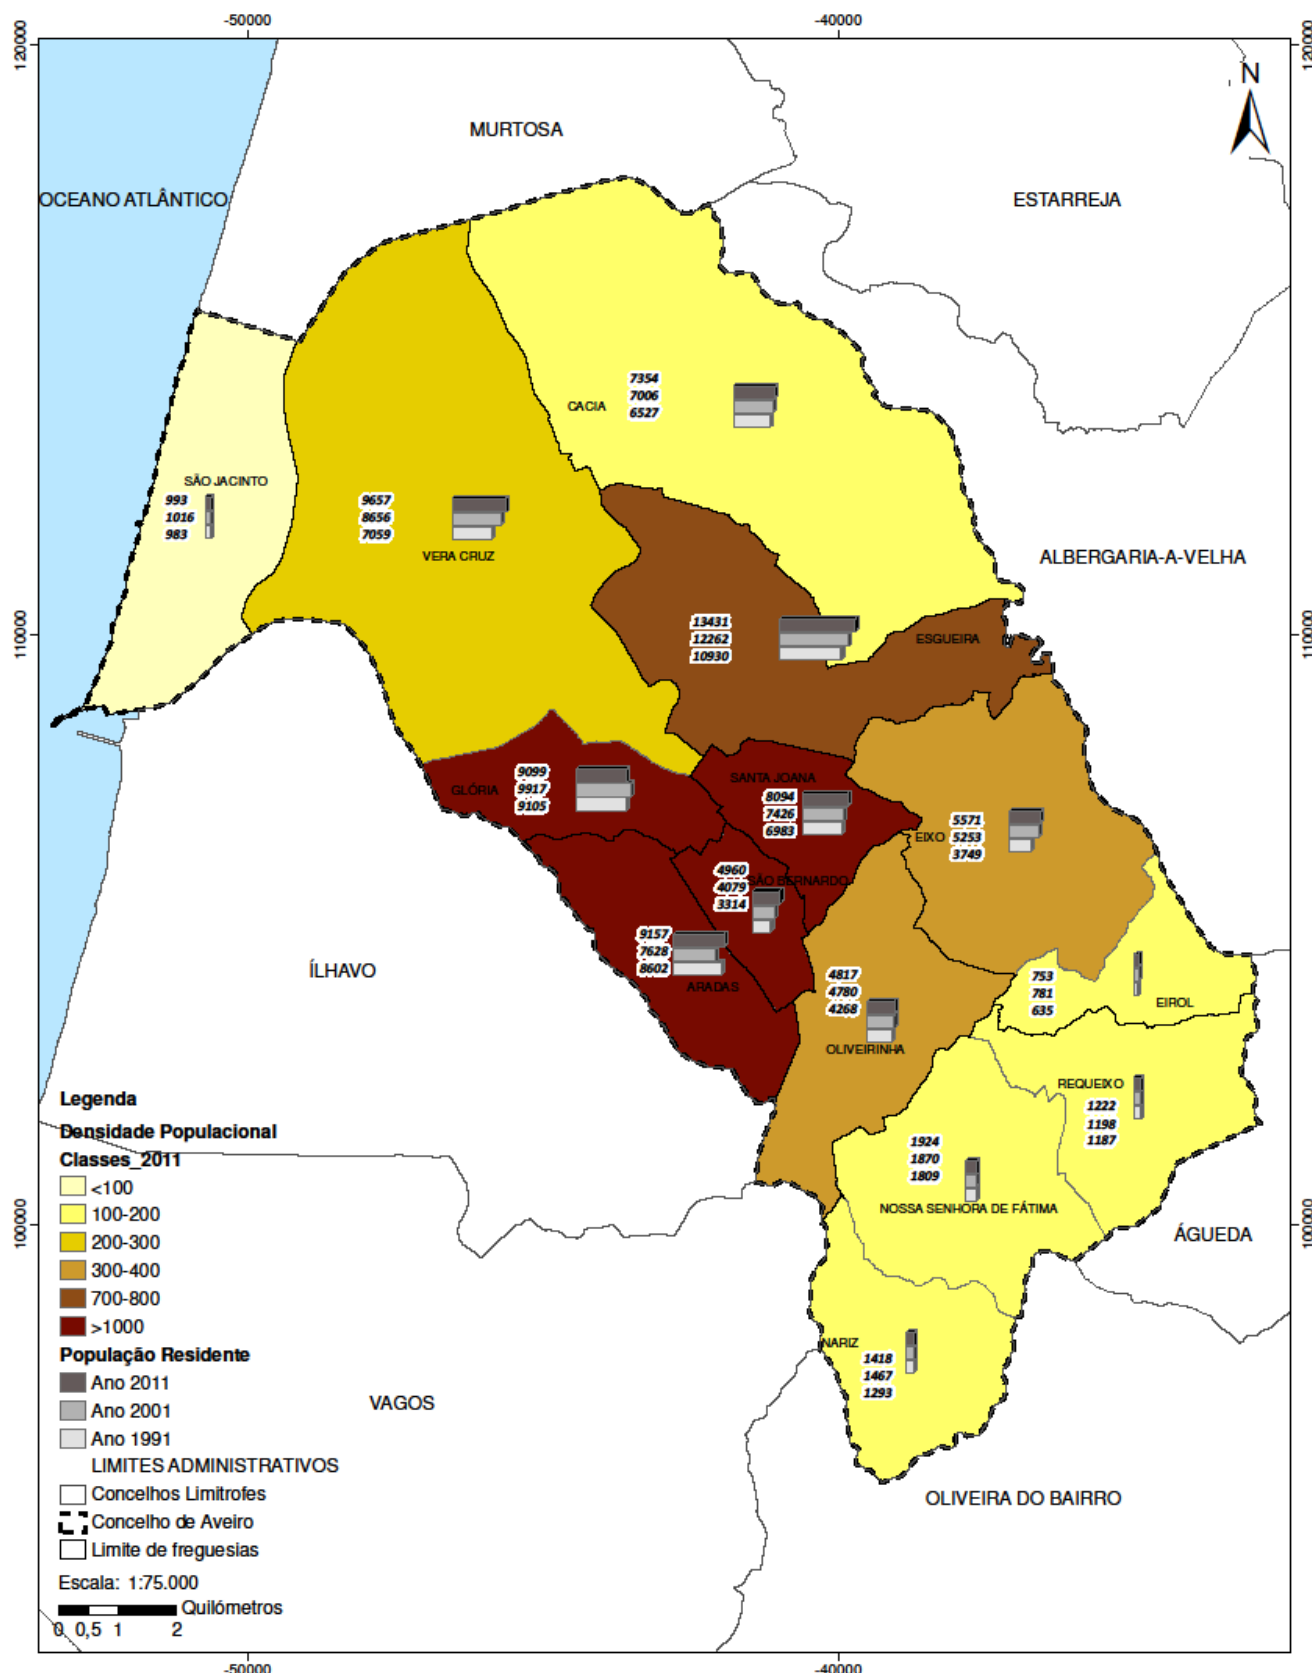 -50000
-40000
120000
120000
N
MURTOSA
OCEANO ATLÂNTICO
ESTARREJA
7354
7006
6527
CACIA
SÃO JACINTO
993
1016
983
9657
8656
7059
VERA CRUZ
ALBERGARIA-A-VELHA
110000
110000
13431
12262
10930
ESGUEIRA
GLÓRIA
9099
9917
9105
SANTA JOANA
8094
7426
6983
EIXO
5571
5253
3749
4960
4079
3314
SÃO BERNARDO
9157
7628
8602
ARADAS
ÍLHAVO
4817
4780
4268
OLIVEIRINHA
753
781
635
EIROL
REQUEIXO
1222
1198
1187
1924
1870
1809
NOSSA SENHORA DE FÁTIMA
100000
100000
ÁGUEDA
NARIZ
1418
1467
1293
VAGOS
OLIVEIRA DO BAIRRO
Legenda
Densidade Populacional
Classes_2011
<100
100-200
200-300
300-400
700-800
>1000
População Residente
Ano 2011
Ano 2001
Ano 1991
LIMITES ADMINISTRATIVOS
Concelhos Limitrofes
Concelho de Aveiro
Limite de freguesias
Escala: 1:75.000
Quilómetros
0 0,5 1 2
-50000
-40000